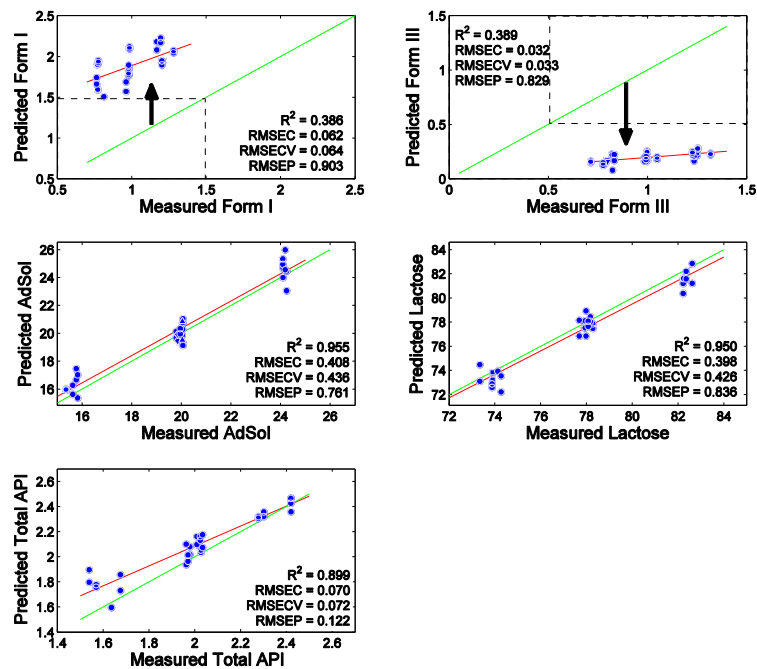 2.5
2
1.5
1
0.5
0.5 1 1.5 2 2.5
Predicted Form I
Measured Form I
R² = 0.386
RMSEC = 0.062
RMSECV = 0.064
RMSEP = 0.903
1.5
1
0.5
0
0 0.5 1 1.5
Predicted Form III
Measured Form III
R² = 0.389
RMSEC = 0.032
RMSECV = 0.033
RMSEP = 0.829
26
24
22
20
18
16
16 18 20 22 24 26
Predicted AdSol
Measured AdSol
R² = 0.955
RMSEC = 0.408
RMSECV = 0.436
RMSEP = 0.761
84
82
80
78
76
74
72
72 74 76 78 80 82 84
Predicted Lactose
Measured Lactose
R² = 0.950
RMSEC = 0.398
RMSECV = 0.426
RMSEP = 0.836
2.6
2.4
2.2
2
1.8
1.6
1.4
1.4 1.6 1.8 2 2.2 2.4 2.6
Predicted Total API
Measured Total API
R² = 0.899
RMSEC = 0.070
RMSECV = 0.072
RMSEP = 0.122